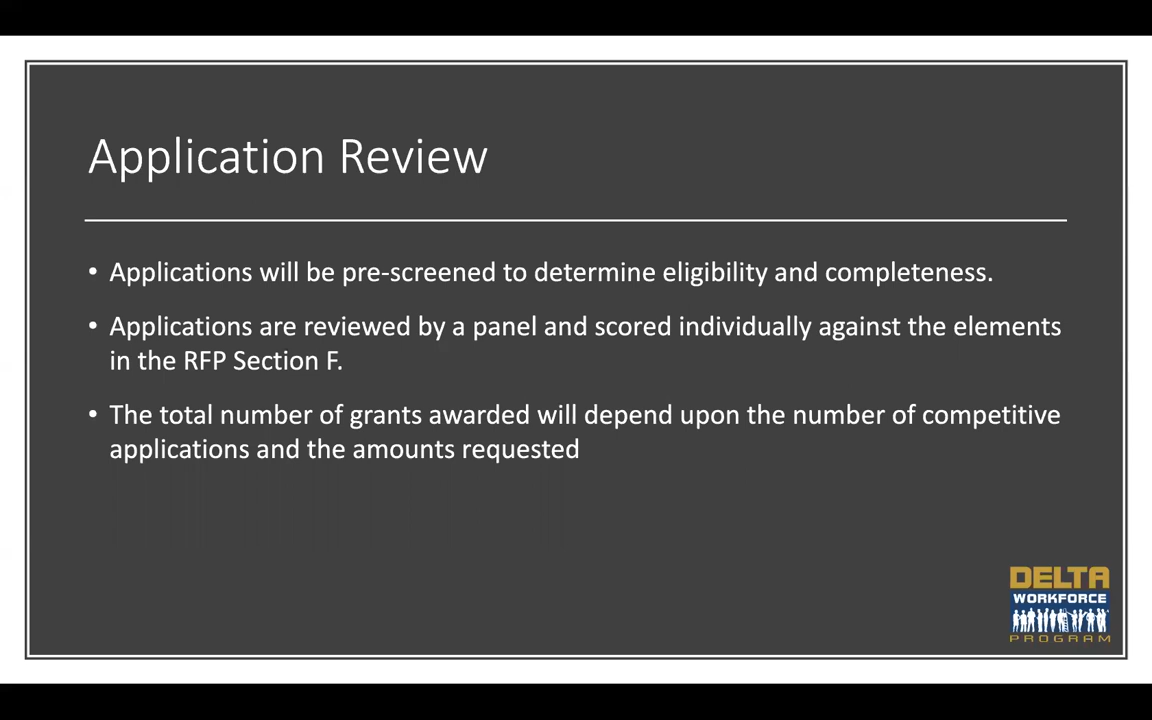 Application Review
• Applications will be pre-screened to determine eligibility and completeness.
• Applications are reviewed by a panel and scored individually against the elements
in the RFP Section F.
• The total number of grants awarded will depend upon the number of competitive
applications and the amounts requested
DELTA
WORKFORCE
PROGRAM